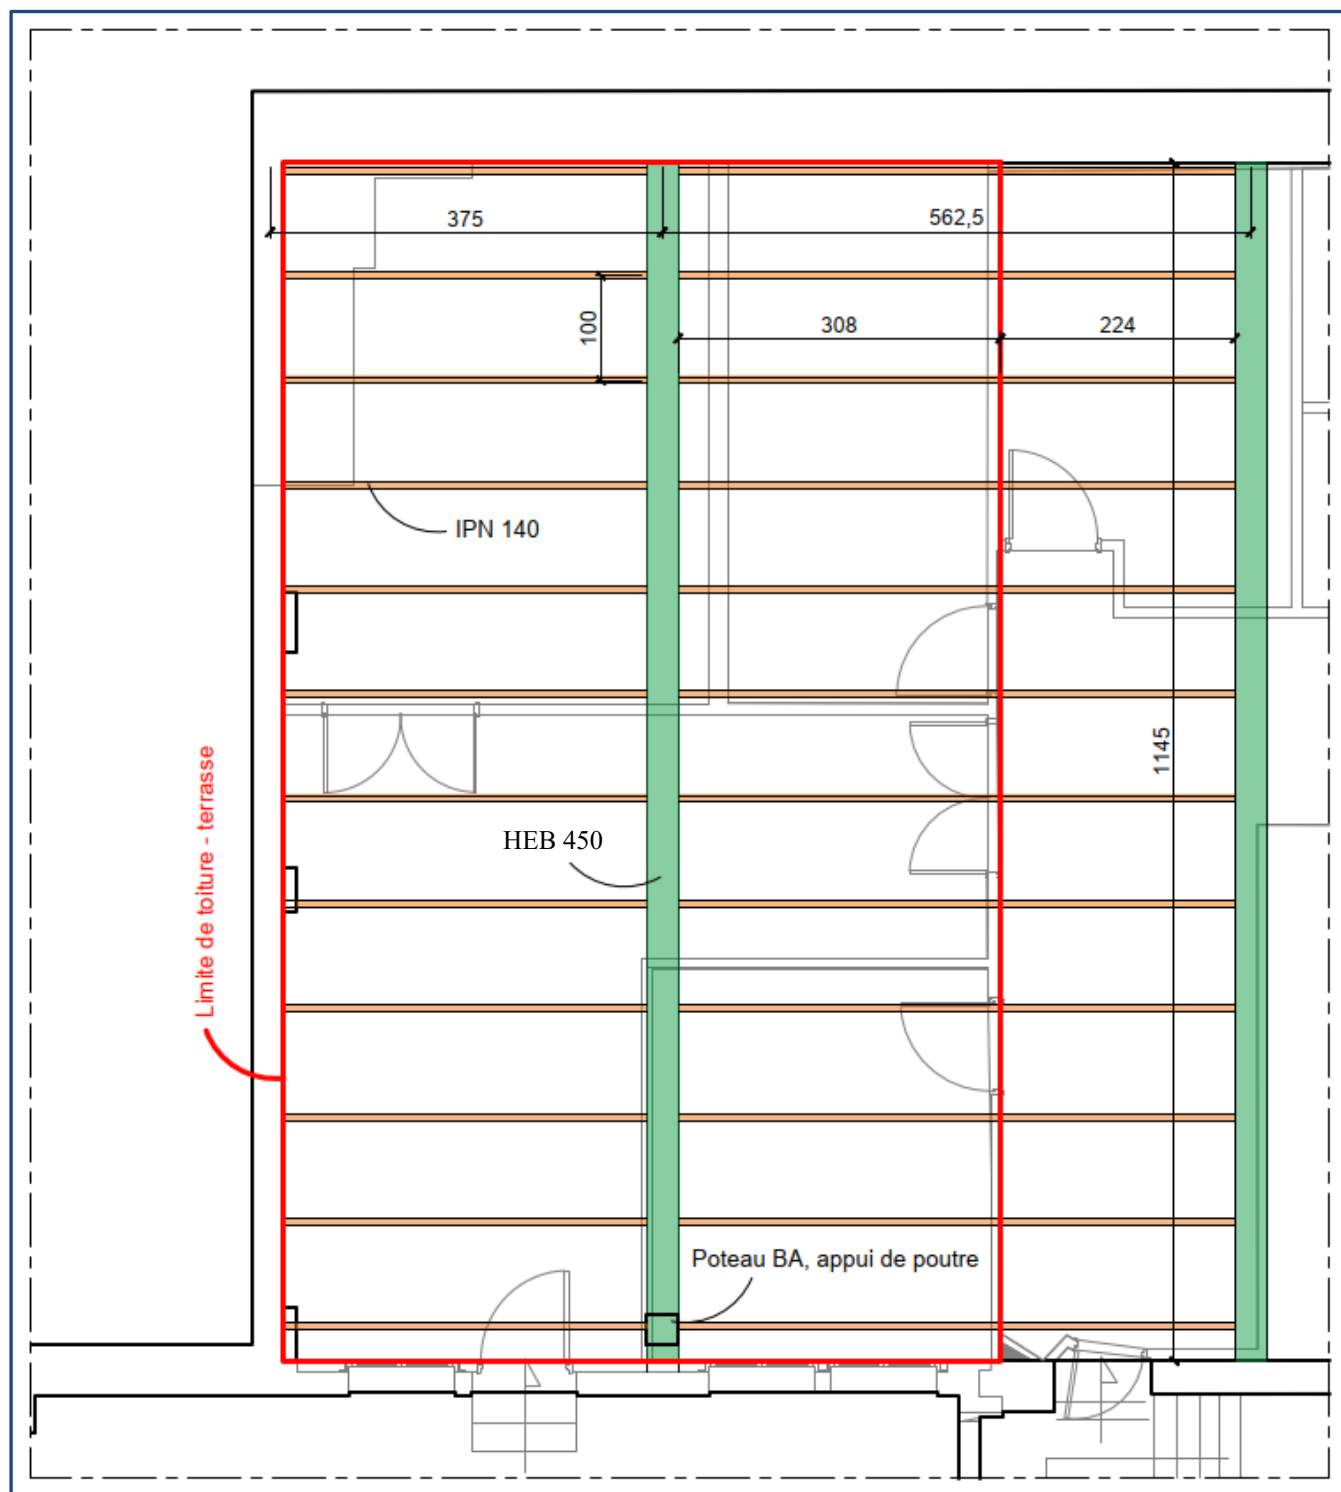 375
562,5
100
308
224
IPN 140
1145
Limite de toiture - terrasse
HEB 450
Poteau BA, appui de poutre